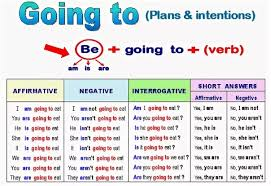 Going to (Plans & intentions)
Be + going to + (verb)
am is are
AFFIRMATIVE NEGATIVE INTERROGATIVE SHORT ANSWERS
Affirmative Negative
I am going to eat I am not going to eat Am I going to eat ? Yes, I am No, I am not
You are going to eat You aren't going to eat Are you going to eat ? Yes, you are No, you aren't
He is going to eat He isn't going to eat Is he going to eat ? Yes, he is No, he isn't
She is going to eat She isn't going to eat Is she going to eat ? Yes, she is No, she isn't
It is going to eat It isn't going to eat Is it going to eat ? Yes, it is No, it isn't
We are going to eat We aren't going to eat Are we going to eat ? Yes, we are No, we aren't
You are going to eat You aren't going to eat Are you going to eat ? Yes, you are No, you aren't
They are going to eat They aren't going to eat Are they going to eat ? Yes, they are No, they aren't